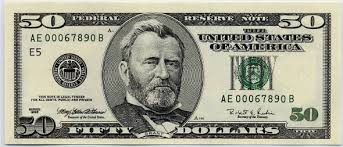 50 FEDERAL RESERVE NOTE 50
THE UNITED STATES
OF AMERICA
AE 00067890 B
E5
THIS NOTE IS LEGAL TENDER
FOR ALL DEBTS, PUBLIC AND PRIVATE
AE 00067890 B
50
50 FIFTY DOLLARS